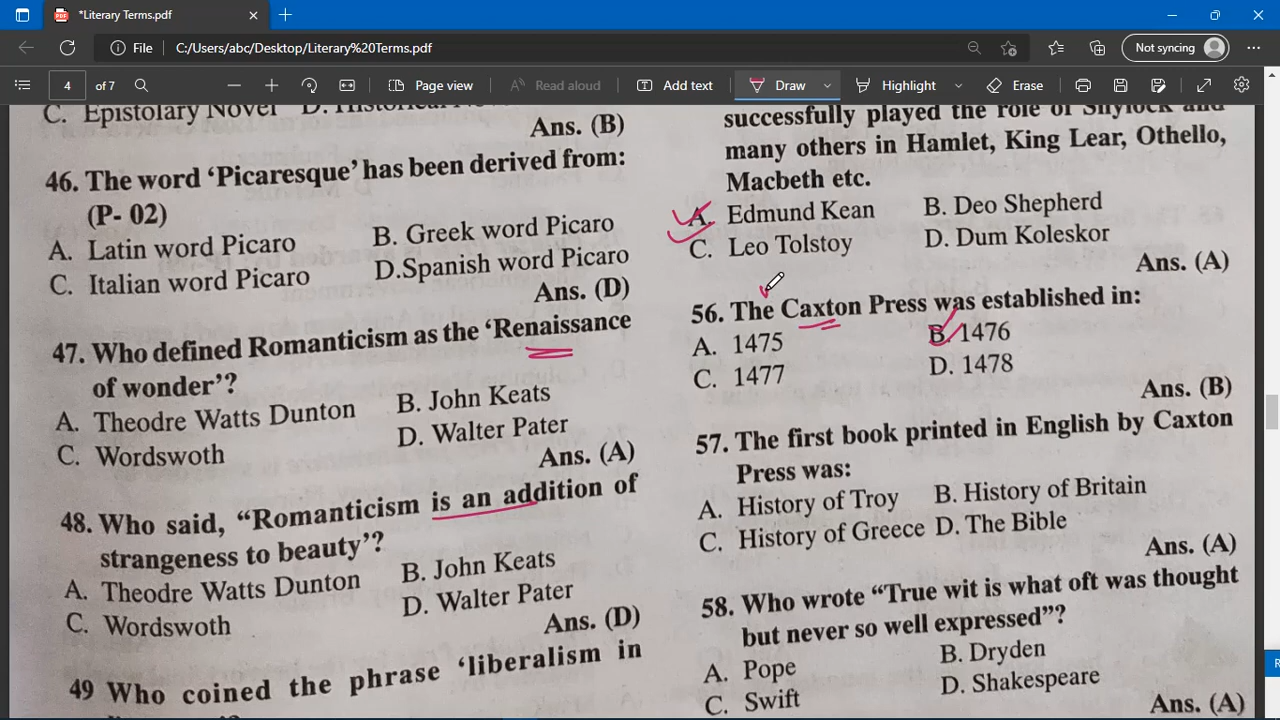 *Literary Terms.pdf
File
C:/Users/abc/Desktop/Literary%20Terms.pdf
Not syncing
4 of 7
Page view
Read aloud
Add text
Draw
Highlight
Erase
C. Epistolary Novel
Ans. (B)
46. The word ‘Picaresque’ has been derived from:
(P- 02)
A. Latin word Picaro B. Greek word Picaro
C. Italian word Picaro D.Spanish word Picaro
Ans. (D)
47. Who defined Romanticism as the ‘Renaissance
of wonder’?
A. Theodre Watts Dunton B. John Keats
C. Wordswoth D. Walter Pater
Ans. (A)
48. Who said, “Romanticism is an addition of
strangeness to beauty’?
A. Theodre Watts Dunton B. John Keats
C. Wordswoth D. Walter Pater
Ans. (D)
49 Who coined the phrase ‘liberalism in
successfully played the role of Shylock and
many others in Hamlet, King Lear, Othello,
Macbeth etc.
A. Edmund Kean B. Deo Shepherd
C. Leo Tolstoy D. Dum Koleskor
Ans. (A)
56. The Caxton Press was established in:
A. 1475 B. 1476
C. 1477 D. 1478
Ans. (B)
57. The first book printed in English by Caxton
Press was:
A. History of Troy B. History of Britain
C. History of Greece D. The Bible
Ans. (A)
58. Who wrote “True wit is what oft was thought
but never so well expressed”?
A. Pope B. Dryden
C. Swift D. Shakespeare
Ans. (A)